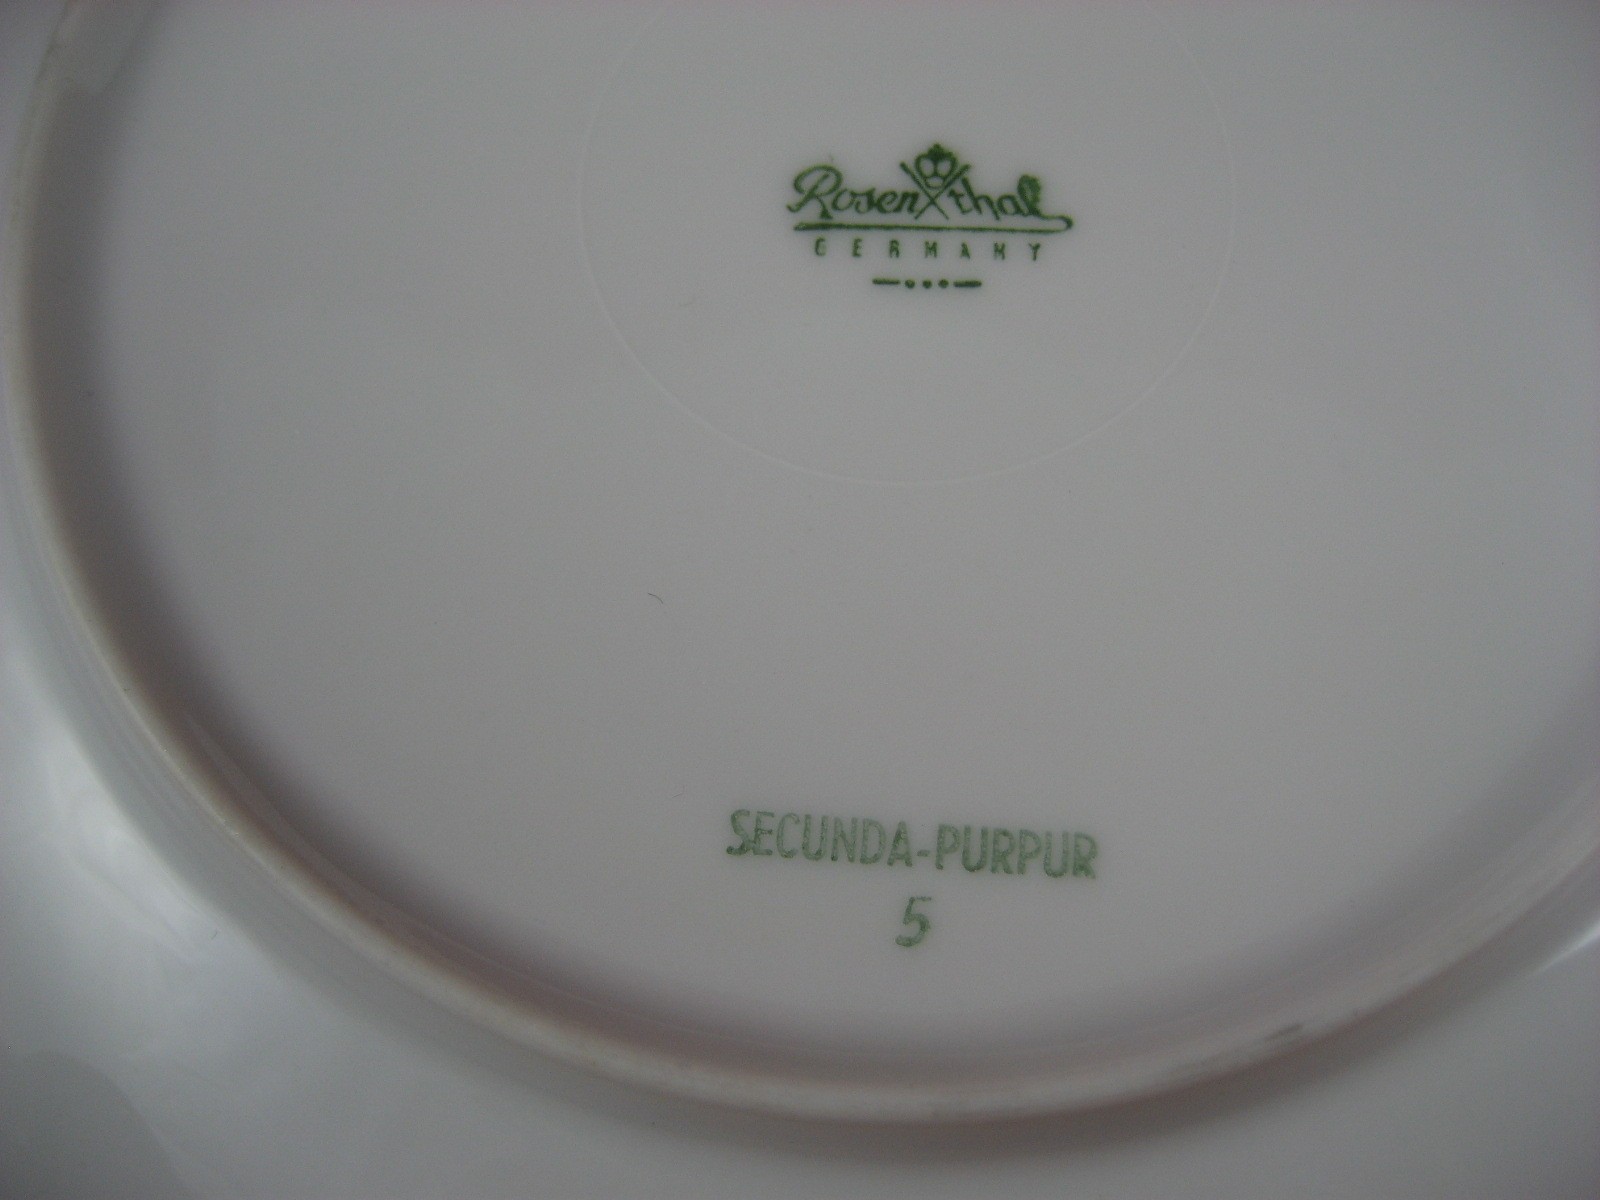 Rosenthal
GERMANY
SECUNDA-PURPUR
5